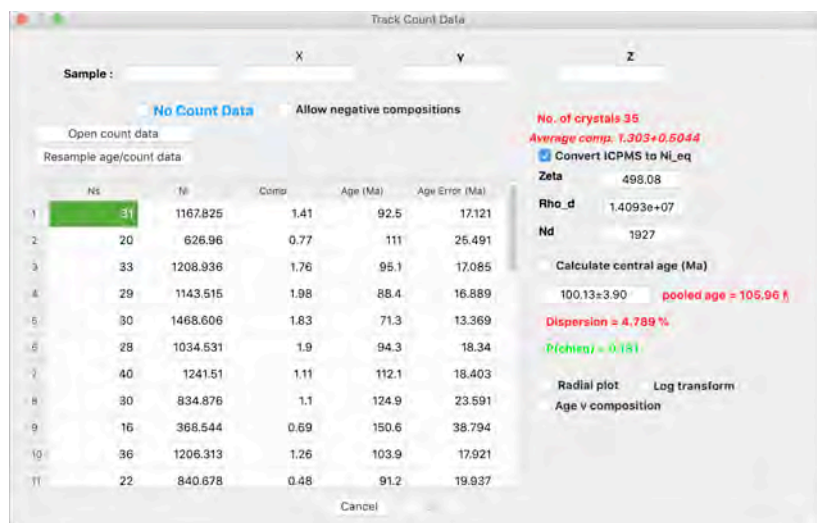 Track Count Data
X Y Z
Sample :
No Count Data Allow negative compositions
No. of crystals 35
Open count data
Average comp. 1.303+0.5044
Resample age/count data
Convert ICPMS to Ni_eq
Zeta 498.08
Ns Ni Comp Age (Ma) Age Error (Ma)
Rho_d 1.4093e+07
1 31 1167.825 1.41 92.5 17.121
Nd 1927
2 20 626.96 0.77 111 25.491
3 33 1208.936 1.76 95.1 17.085
Calculate central age (Ma)
4 29 1143.515 1.98 88.4 16.889
100.13±3.90 pooled age = 105.96
5 30 1468.606 1.83 71.3 13.369
Dispersion = 4.789 %
6 28 1034.531 1.9 94.3 18.34
= 0.181
7 40 1241.51 1.11 112.1 18.403
Radial plot Log transform
8 30 834.876 1.1 124.9 23.591
Age v composition
9 16 368.544 0.69 150.6 38.794
10 36 1206.313 1.26 103.9 17.921
11 22 840.678 0.48 91.2 19.937
Cancel